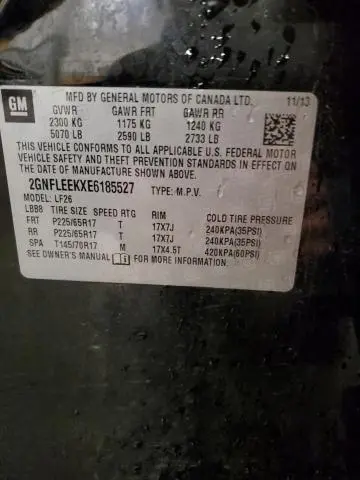 GM
MFD BY GENERAL MOTORS OF CANADA LTD. 11/13
GVWR GAWR FRT GAWR RR
2300 KG 1175 KG 1240 KG
5070 LB 2590 LB 2733 LB
THIS VEHICLE CONFORMS TO ALL APPLICABLE U.S. FEDERAL MOTOR
VEHICLE SAFETY AND THEFT PREVENTION STANDARDS IN EFFECT ON
THE DATE OF MANUFACTURE SHOWN ABOVE.
2GNFLEEKXE6185527 TYPE: M.P.V.
MODEL: LF26
LBB8 TIRE SIZE SPEED RTG RIM COLD TIRE PRESSURE
FRT P225/65R17 T 17X7J 240KPA(35PSI)
RR P225/65R17 T 17X7J 240KPA(35PSI)
SPA T145/70R17 M 17X4.5T 420KPA(60PSI)
SEE OWNER'S MANUAL FOR MORE INFORMATION.